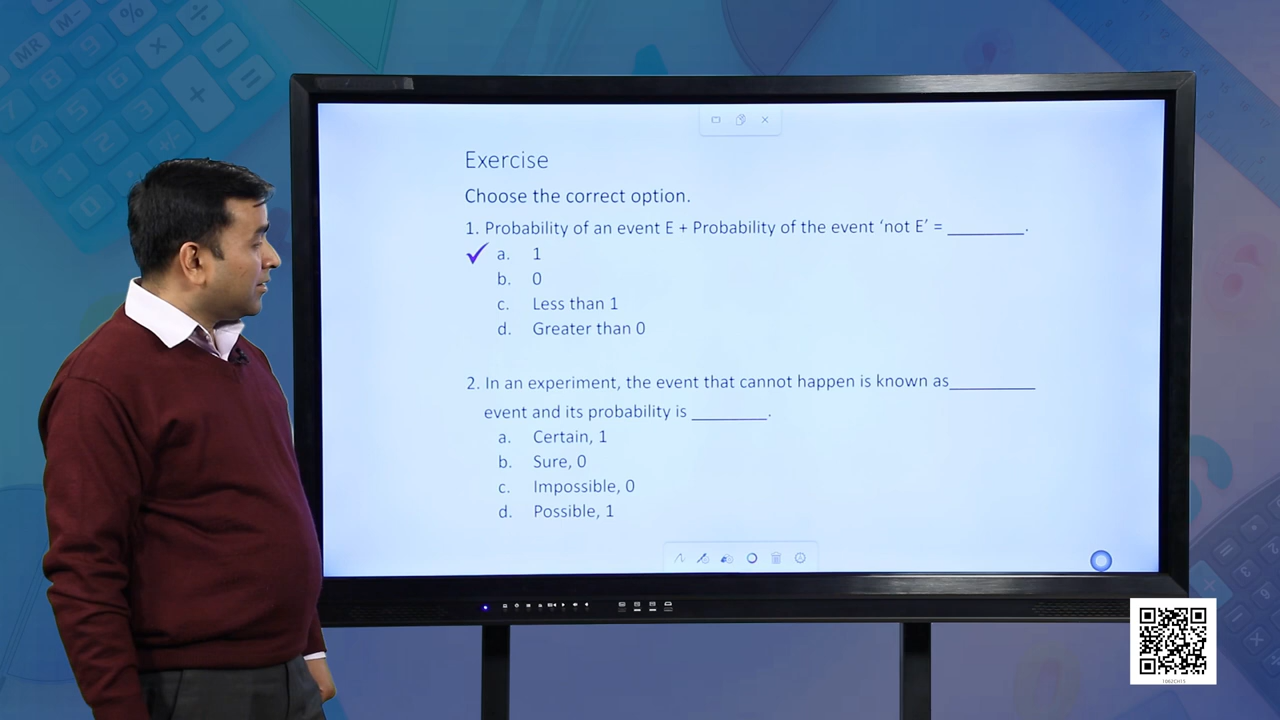 Exercise
Choose the correct option.
1. Probability of an event E + Probability of the event ‘not E’ = _________.
a. 1
b. 0
c. Less than 1
d. Greater than 0
2. In an experiment, the event that cannot happen is known as__________
event and its probability is _________.
a. Certain, 1
b. Sure, 0
c. Impossible, 0
d. Possible, 1
1062CH15